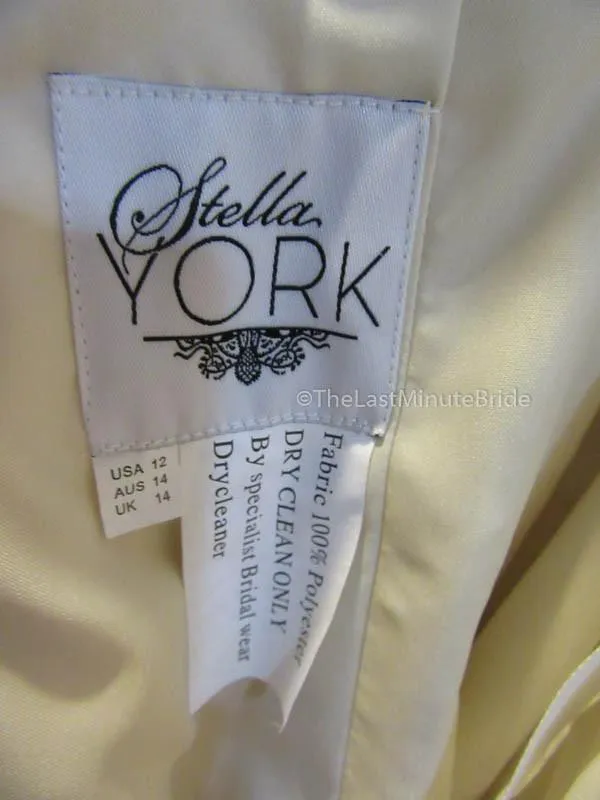 Stella
YORK
©TheLastMinuteBride
USA 12
AUS 14
UK 14
Fabric 100% Polyester
DRY CLEAN ONLY
By specialist Bridal wear
Drycleaner